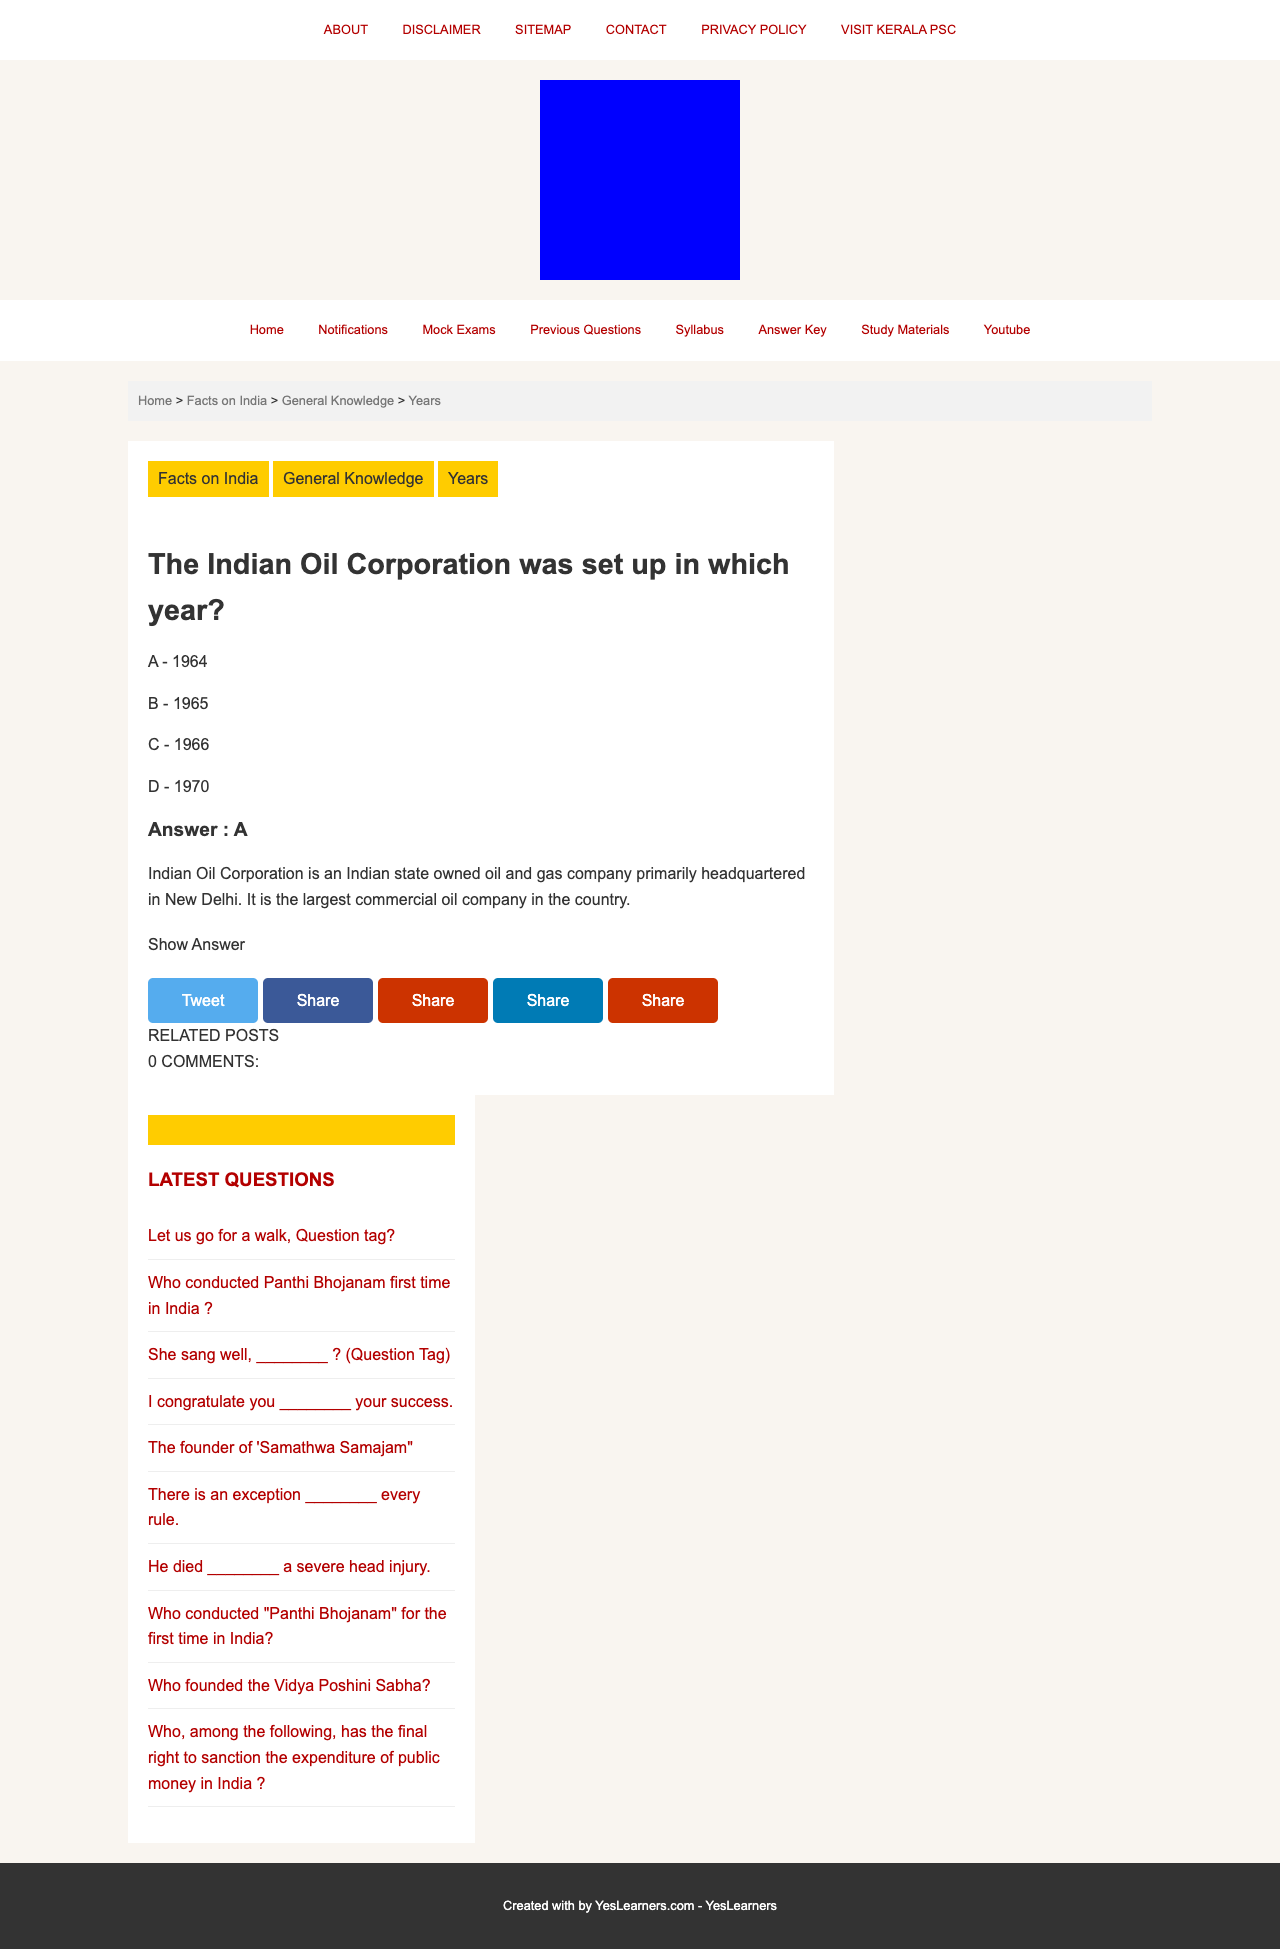 ABOUT DISCLAIMER SITEMAP CONTACT PRIVACY POLICY VISIT KERALA PSC
Home Notifications Mock Exams Previous Questions Syllabus Answer Key Study Materials Youtube
Home > Facts on India > General Knowledge > Years
Facts on India General Knowledge Years
The Indian Oil Corporation was set up in which
year?
A - 1964
B - 1965
C - 1966
D - 1970
Answer : A
Indian Oil Corporation is an Indian state owned oil and gas company primarily headquartered
in New Delhi. It is the largest commercial oil company in the country.
Show Answer
Tweet Share Share Share Share
RELATED POSTS
0 COMMENTS:
LATEST QUESTIONS
Let us go for a walk, Question tag?
Who conducted Panthi Bhojanam first time
in India ?
She sang well, ________ ? (Question Tag)
I congratulate you ________ your success.
The founder of 'Samathwa Samajam"
There is an exception ________ every
rule.
He died ________ a severe head injury.
Who conducted "Panthi Bhojanam" for the
first time in India?
Who founded the Vidya Poshini Sabha?
Who, among the following, has the final
right to sanction the expenditure of public
money in India ?
Created with by YesLearners.com - YesLearners